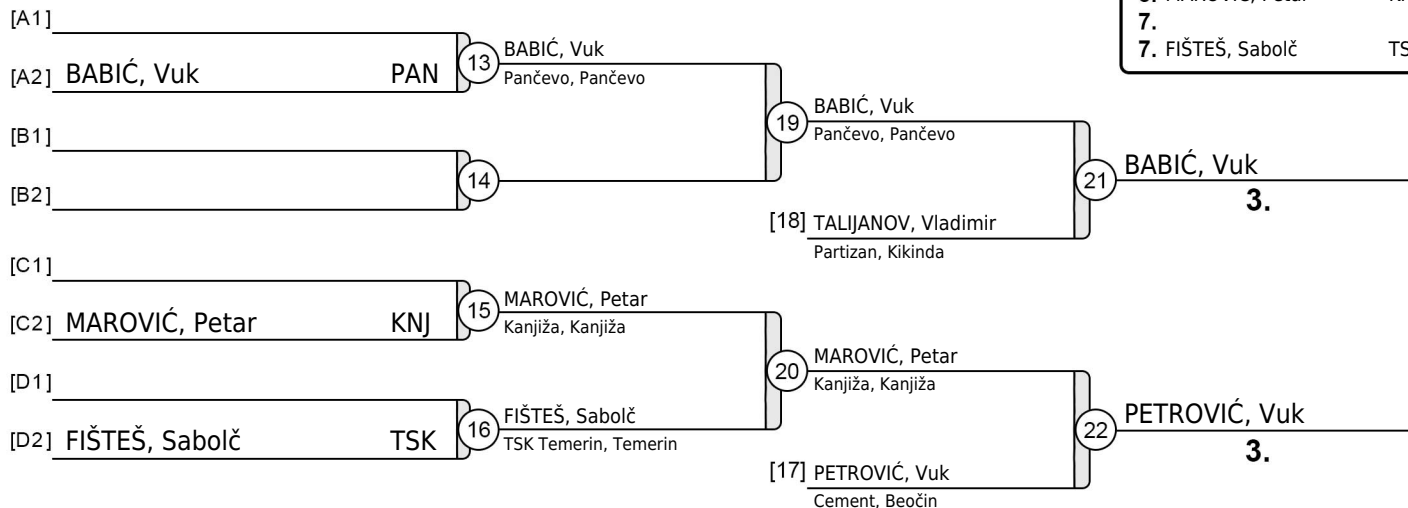 7.
7. FIŠTEŠ, Sabolč
[A1]
[A2] BABIĆ, Vuk PAN
13
BABIĆ, Vuk
Pančevo, Pančevo
[B1]
[B2]
14
19
BABIĆ, Vuk
Pančevo, Pančevo
[18] TALIJANOV, Vladimir
Partizan, Kikinda
21
BABIĆ, Vuk
3.
[C1]
[C2] MAROVIĆ, Petar KNJ
15
MAROVIĆ, Petar
Kanjiža, Kanjiža
[D1]
[D2] FIŠTEŠ, Sabolč TSK
16
FIŠTEŠ, Sabolč
TSK Temerin, Temerin
20
MAROVIĆ, Petar
Kanjiža, Kanjiža
[17] PETROVIĆ, Vuk
Cement, Beočin
22
PETROVIĆ, Vuk
3.